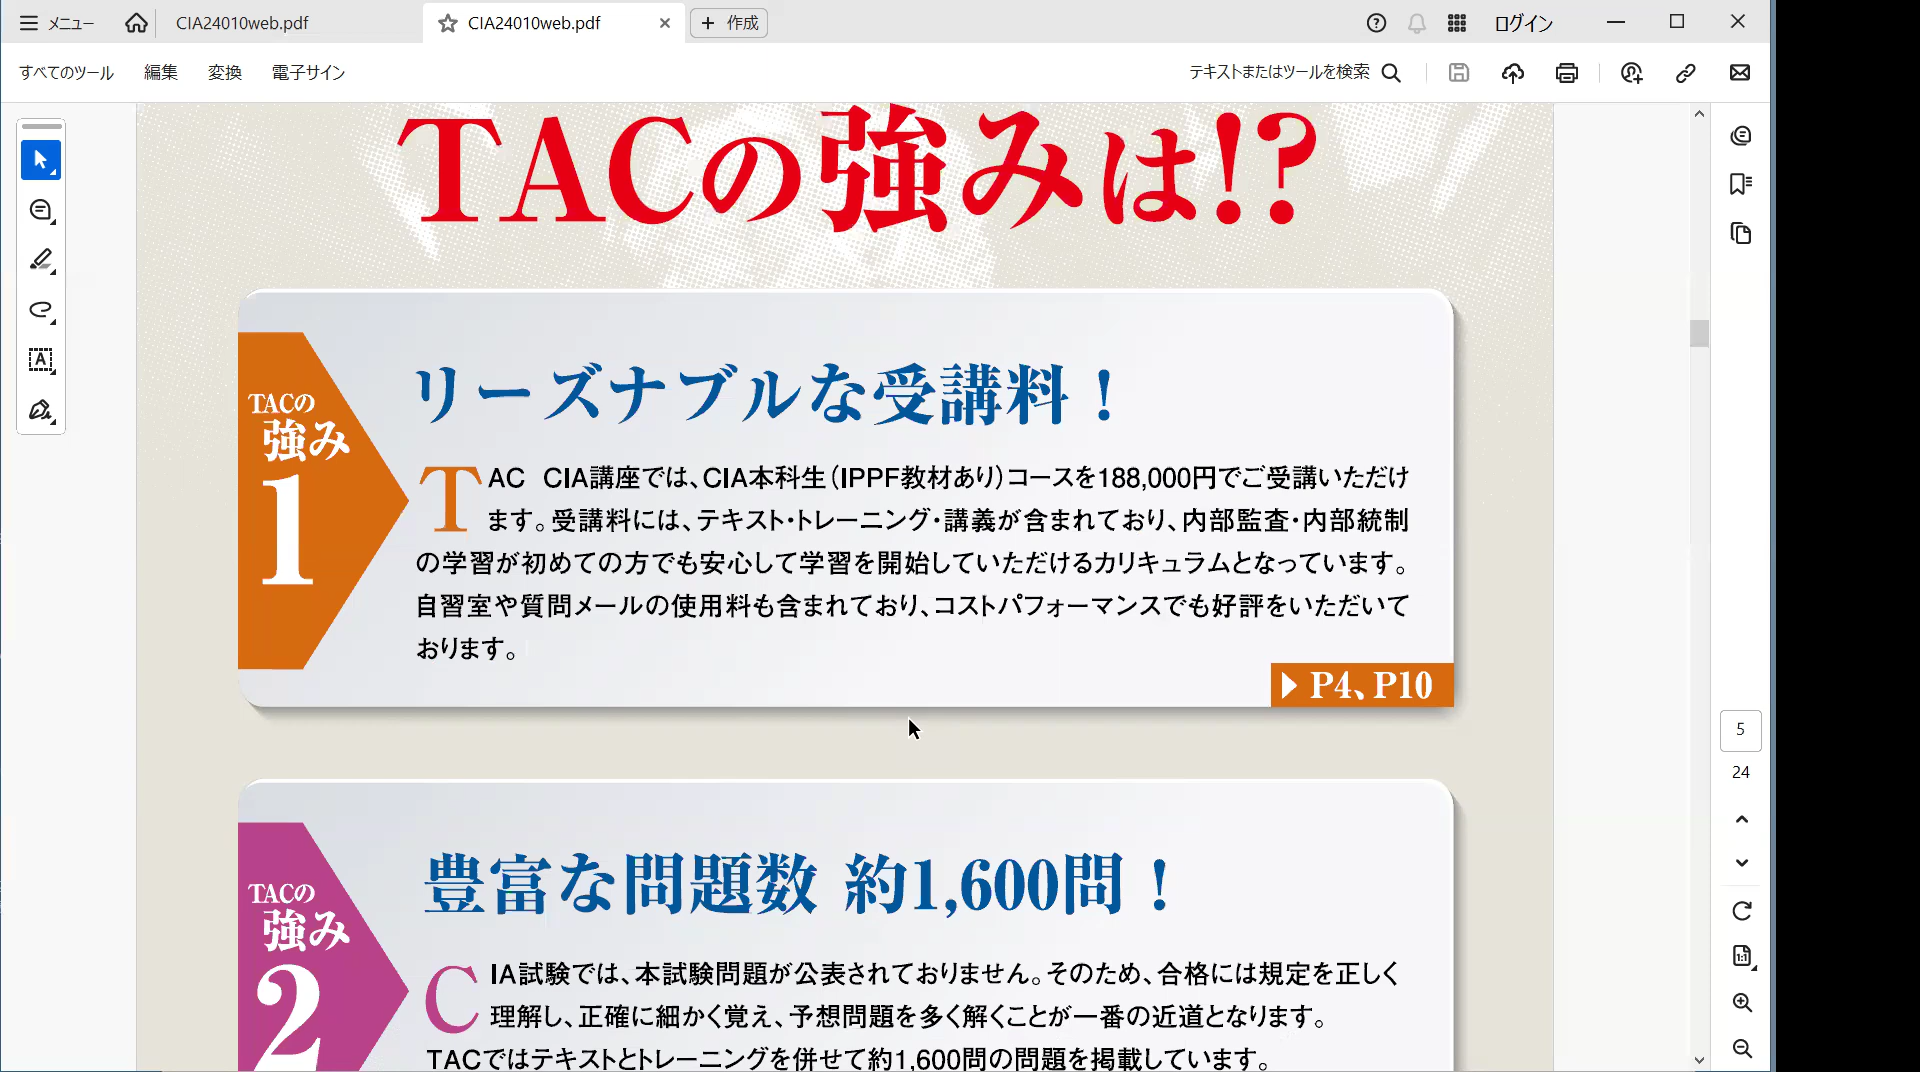 メニュー
CIA24010web.pdf
CIA24010web.pdf
作成
ログイン
すべてのツール
編集
変換
電子サイン
テキストまたはツールを検索
TACの強みは!?
TACの
強み
1
リーズナブルな受講料！
TAC CIA講座では、CIA本科生（IPPF教材あり）コースを188,000円でご受講いただけ
ます。受講料には、テキスト・トレーニング・講義が含まれており、内部監査・内部統制
の学習が初めての方でも安心して学習を開始していただけるカリキュラムとなっています。
自習室や質問メールの使用料も含まれており、コストパフォーマンスでも好評をいただいて
おります。
P4、P10
TACの
強み
2
豊富な問題数 約1,600問！
CIA試験では、本試験問題が公表されておりません。そのため、合格には規定を正しく
理解し、正確に細かく覚え、予想問題を多く解くことが一番の近道となります。
TACではテキストとトレーニングを併せて約1,600問の問題を掲載しています。
5
24